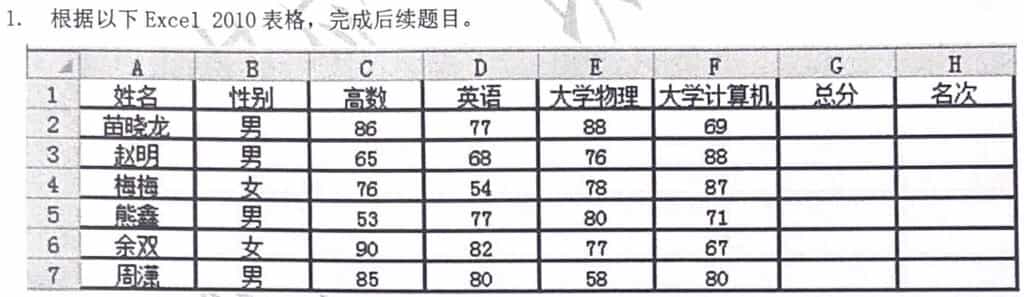 1. 根据以下 Excel 2010 表格，完成后续题目。
A B C D E F G H
1 姓名 性别 高数 英语 大学物理 大学计算机 总分 名次
2 苗晓龙 男 86 77 88 69
3 赵明 男 65 68 76 88
4 梅梅 女 76 54 78 87
5 熊鑫 男 53 77 80 71
6 余双 女 90 82 77 67
7 周潇 男 85 80 58 80